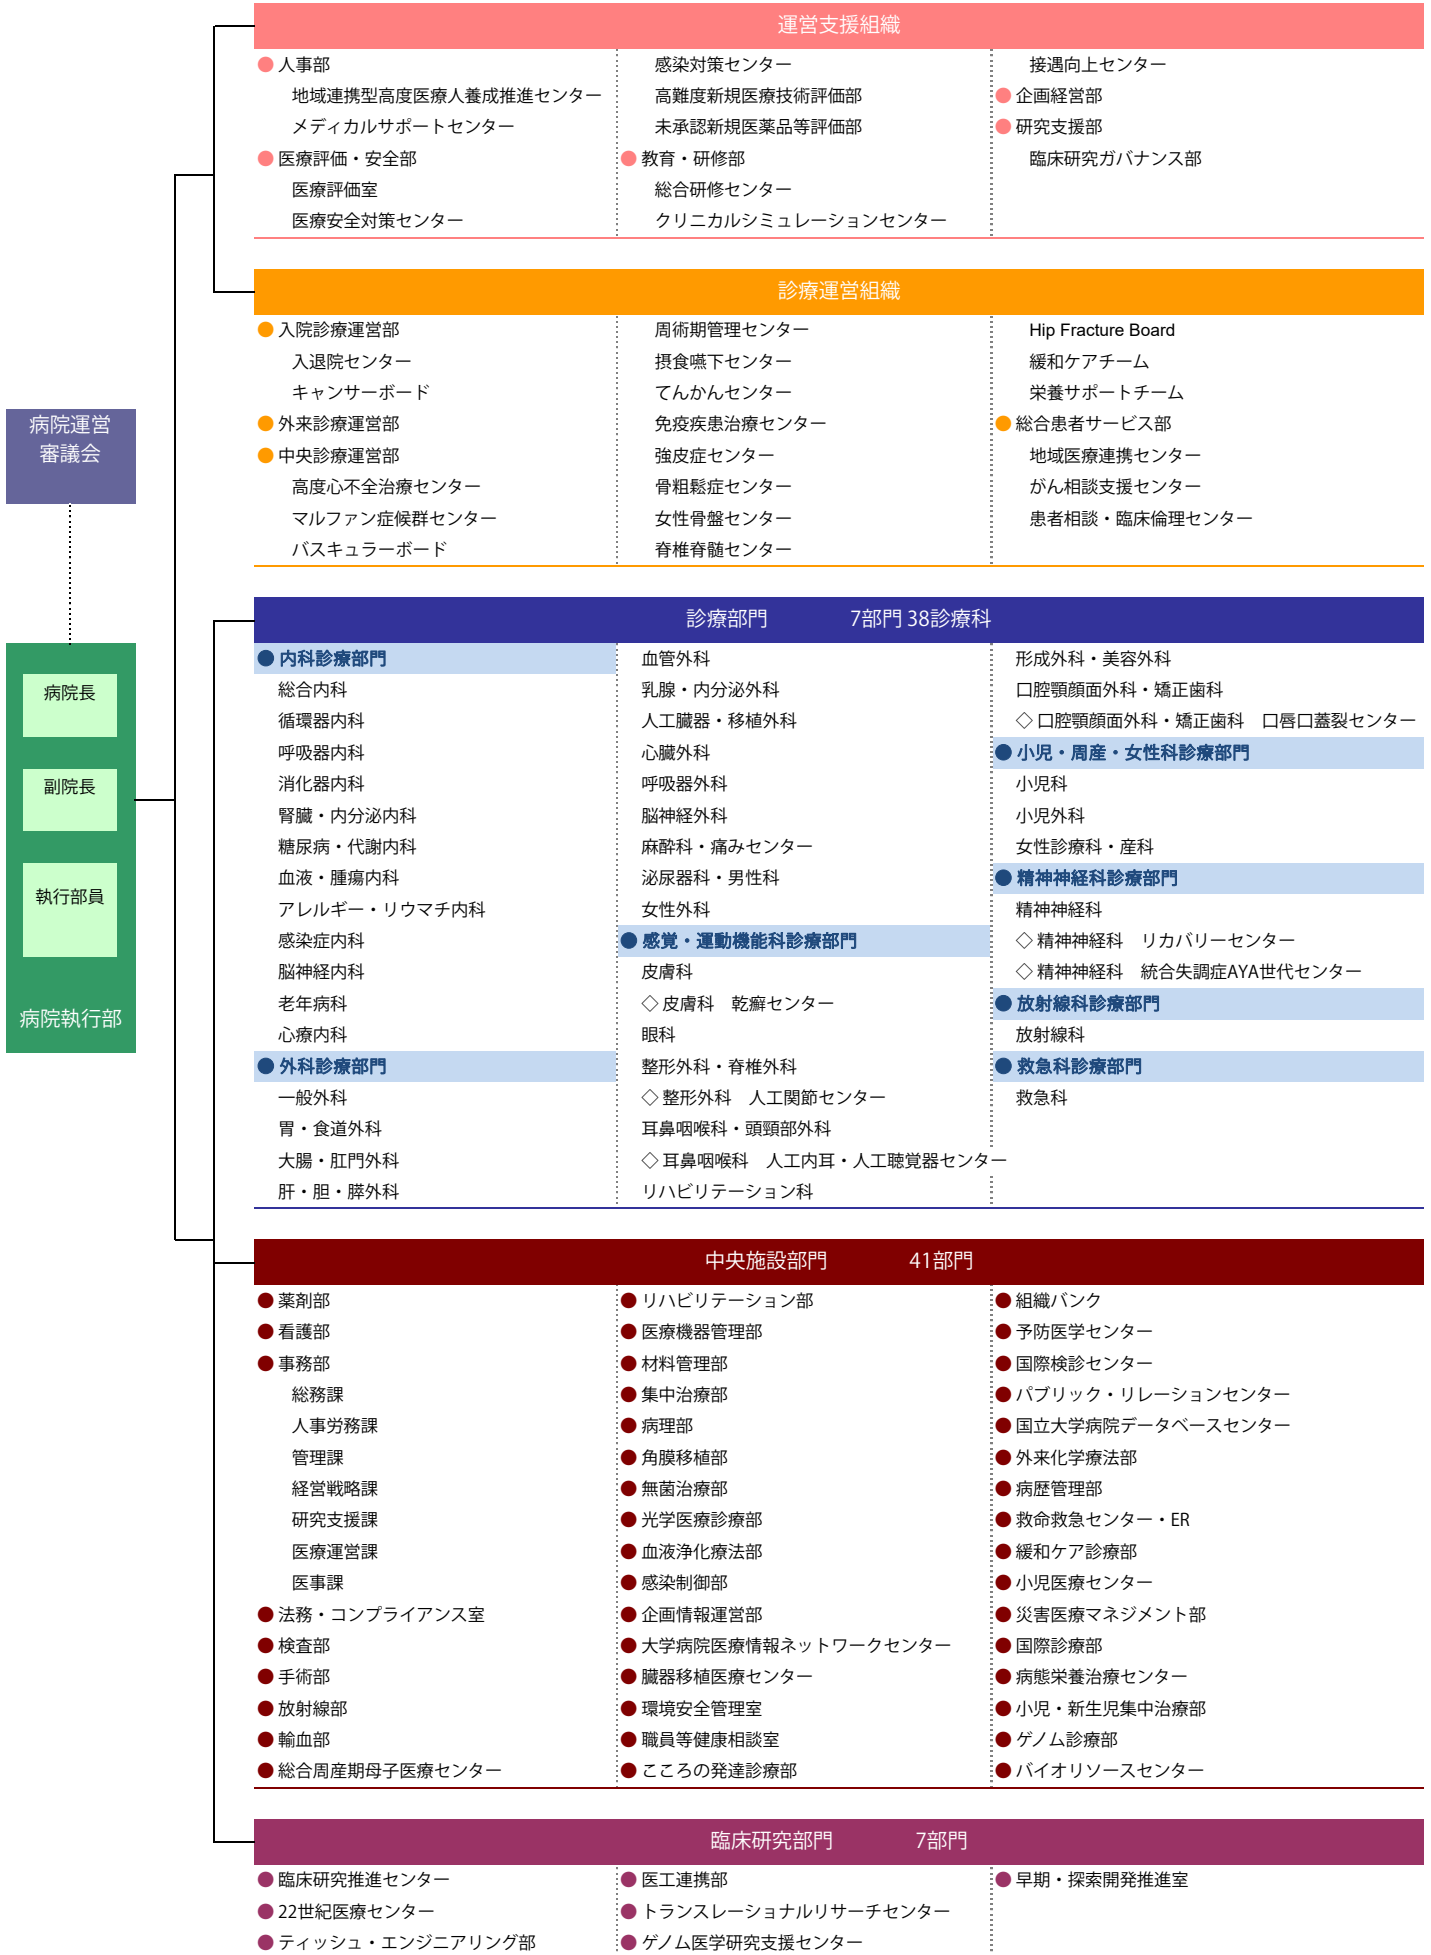 運営支援組織
人事部
地域連携型高度医療人養成推進センター
メディカルサポートセンター
医療評価・安全部
医療評価室
医療安全対策センター
感染対策センター
高難度新規医療技術評価部
未承認新規医薬品等評価部
教育・研修部
総合研修センター
クリニカルシミュレーションセンター
接遇向上センター
企画経営部
研究支援部
臨床研究ガバナンス部
診療運営組織
入院診療運営部
入退院センター
キャンサーボード
外来診療運営部
中央診療運営部
高度心不全治療センター
マルファン症候群センター
バスキュラーボード
周術期管理センター
摂食嚥下センター
てんかんセンター
免疫疾患治療センター
強皮症センター
骨粗鬆症センター
女性骨盤センター
脊椎脊髄センター
Hip Fracture Board
緩和ケアチーム
栄養サポートチーム
総合患者サービス部
地域医療連携センター
がん相談支援センター
患者相談・臨床倫理センター
病院運営
審議会
病院長
副院長
執行部員
病院執行部
診療部門　7部門 38診療科
内科診療部門
総合内科
循環器内科
呼吸器内科
消化器内科
腎臓・内分泌内科
糖尿病・代謝内科
血液・腫瘍内科
アレルギー・リウマチ内科
感染症内科
脳神経内科
老年病科
心療内科
外科診療部門
一般外科
胃・食道外科
大腸・肛門外科
肝・胆・膵外科
血管外科
乳腺・内分泌外科
人工臓器・移植外科
心臓外科
呼吸器外科
脳神経外科
麻酔科・痛みセンター
泌尿器科・男性科
女性外科
感覚・運動機能科診療部門
皮膚科
◇皮膚科　乾癬センター
眼科
整形外科・脊椎外科
◇整形外科　人工関節センター
耳鼻咽喉科・頭頸部外科
◇耳鼻咽喉科　人工内耳・人工聴覚器センター
リハビリテーション科
形成外科・美容外科
口腔顎顔面外科・矯正歯科
◇口腔顎顔面外科・矯正歯科　口唇口蓋裂センター
小児・周産・女性科診療部門
小児科
小児外科
女性診療科・産科
精神神経科診療部門
精神神経科
◇精神神経科　リカバリーセンター
◇精神神経科　統合失調症AYA世代センター
放射線科診療部門
放射線科
救急科診療部門
救急科
中央施設部門　41部門
薬剤部
看護部
事務部
総務課
人事労務課
管理課
経営戦略課
研究支援課
医療運営課
医事課
法務・コンプライアンス室
検査部
手術部
放射線部
輸血部
総合周産期母子医療センター
リハビリテーション部
医療機器管理部
材料管理部
集中治療部
病理部
角膜移植部
無菌治療部
光学医療診療部
血液浄化療法部
感染制御部
企画情報運営部
大学病院医療情報ネットワークセンター
臓器移植医療センター
環境安全管理室
職員等健康相談室
こころの発達診療部
組織バンク
予防医学センター
国際検診センター
パブリック・リレーションセンター
国立大学病院データベースセンター
外来化学療法部
病歴管理部
救命救急センター・ER
緩和ケア診療部
小児医療センター
災害医療マネジメント部
国際診療部
病態栄養治療センター
小児・新生児集中治療部
ゲノム診療部
バイオリソースセンター
臨床研究部門　7部門
臨床研究推進センター
22世紀医療センター
ティッシュ・エンジニアリング部
医工連携部
トランスレーショナルリサーチセンター
ゲノム医学研究支援センター
早期・探索開発推進室